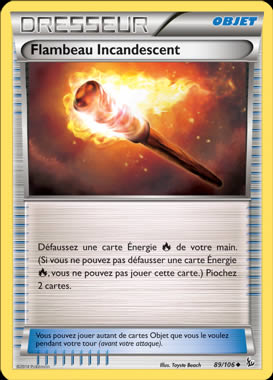 DRESSEUR OBJET
Flambeau Incandescent
Défaussez une carte Énergie de votre main.
(Si vous ne pouvez pas défausser une carte Énergie
, vous ne pouvez pas jouer cette carte.) Piochez
2 cartes.
Vous pouvez jouer autant de cartes Objet que vous le voulez
pendant votre tour (avant votre attaque).
©2014 Pokémon
Illus. Toyste Beach 89/106